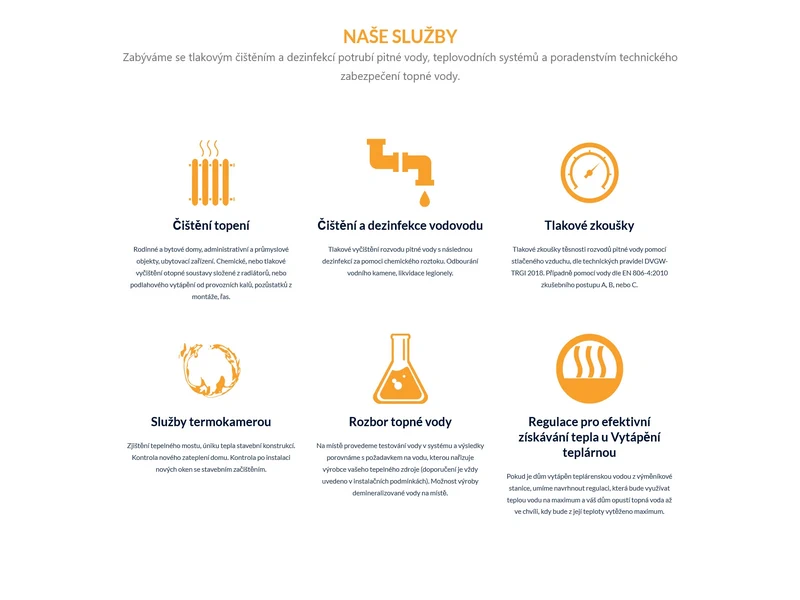 NAŠE SLUŽBY
Zabýváme se tlakovým čištěním a dezinfekcí potrubí pitné vody, teplovodních systémů a poradenstvím technického
zabezpečení topné vody.
Čištění topení
Rodinné a bytové domy, administrativní a průmyslové
objekty, ubytovací zařízení. Chemické, nebo tlakové
vyčištění otopné soustavy složené z radiátorů, nebo
podlahového vytápění od provozních kalů, pozůstatků z
montáže, řas.
Čištění a dezinfekce vodovodu
Tlakové vyčištění rozvodu pitné vody s následnou
dezinfekcí za pomoci chemického roztoku. Odbourání
vodního kamene, likvidace legionely.
Tlakové zkoušky
Tlakové zkoušky těsnosti rozvodů pitné vody pomocí
stlačeného vzduchu, dle technických pravidel DVGW-
TRGI 2018. Případně pomocí vody dle EN 806-4:2010
zkušebního postupu A, B, nebo C.
Služby termokamerou
Zjištění tepelného mostu, úniku tepla stavební konstrukcí.
Kontrola nového zateplení domu. Kontrola po instalaci
nových oken se stavebním začištěním.
Rozbor topné vody
Na místě provedeme testování vody v systému a výsledky
porovnáme s požadavkem na vodu, kterou nařizuje
výrobce vašeho tepelného zdroje (doporučení je vždy
uvedeno v instalačních podmínkách). Možnost výroby
demineralizované vody na místě.
Regulace pro efektivní
získávání tepla u Vytápění
teplárnou
Pokud je dům vytápěn teplárenskou vodou z výměníkové
stanice, umíme navrhnout regulaci, která bude využívat
teplou vodu na maximum a váš dům opustí topná voda až
ve chvíli, kdy bude z její teploty vytěženo maximum.